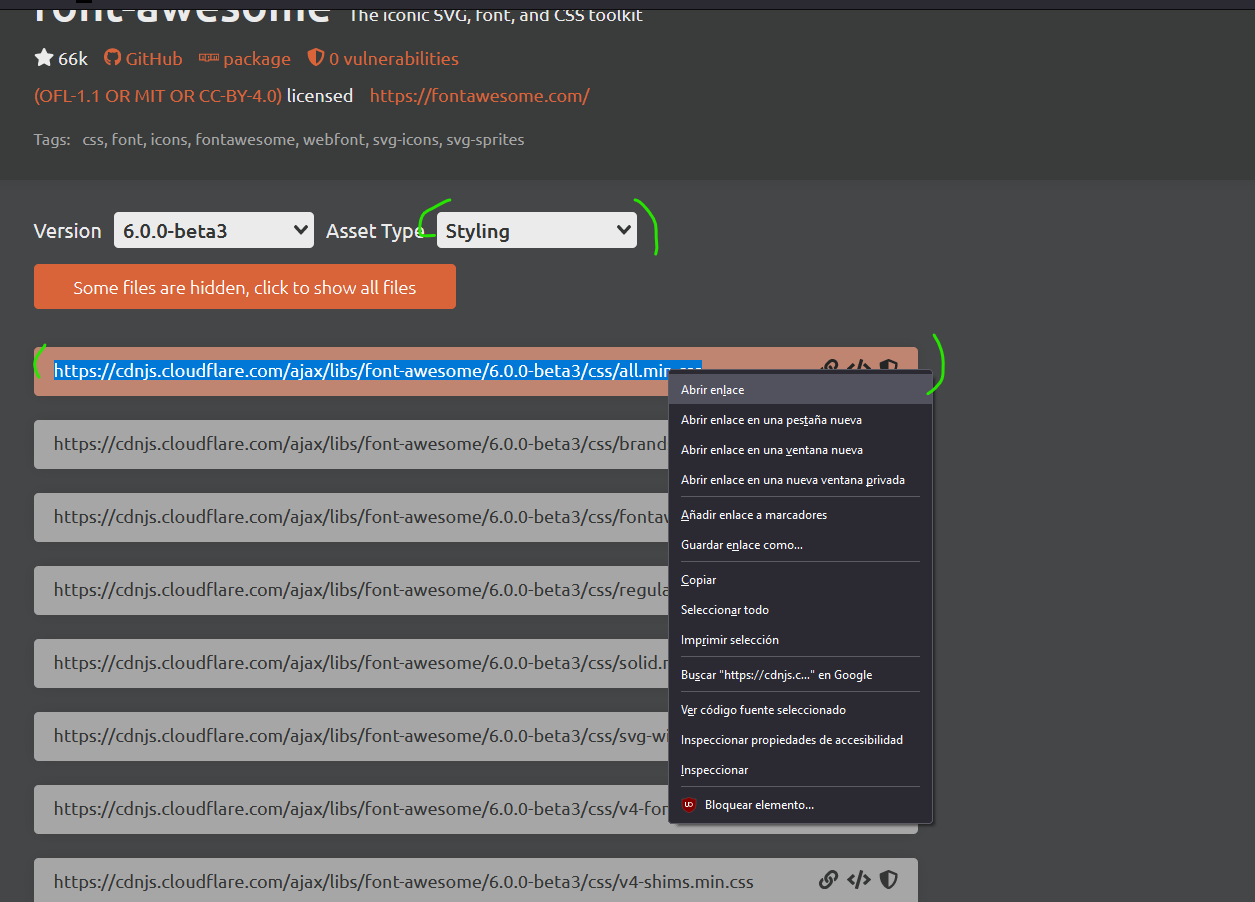 font-awesome The iconic SVG, font, and CSS toolkit
66k GitHub npm package 0 vulnerabilities
(OFL-1.1 OR MIT OR CC-BY-4.0) licensed https://fontawesome.com/
Tags: css, font, icons, fontawesome, webfont, svg-icons, svg-sprites
Version 6.0.0-beta3 Asset Type Styling
Some files are hidden, click to show all files
https://cdnjs.cloudflare.com/ajax/libs/font-awesome/6.0.0-beta3/css/all.min.css
https://cdnjs.cloudflare.com/ajax/libs/font-awesome/6.0.0-beta3/css/brand
https://cdnjs.cloudflare.com/ajax/libs/font-awesome/6.0.0-beta3/css/fontaw
https://cdnjs.cloudflare.com/ajax/libs/font-awesome/6.0.0-beta3/css/regula
https://cdnjs.cloudflare.com/ajax/libs/font-awesome/6.0.0-beta3/css/solid.
https://cdnjs.cloudflare.com/ajax/libs/font-awesome/6.0.0-beta3/css/svg-wi
https://cdnjs.cloudflare.com/ajax/libs/font-awesome/6.0.0-beta3/css/v4-fon
https://cdnjs.cloudflare.com/ajax/libs/font-awesome/6.0.0-beta3/css/v4-shims.min.css
Abrir enlace
Abrir enlace en una pestaña nueva
Abrir enlace en una ventana nueva
Abrir enlace en una nueva ventana privada
Añadir enlace a marcadores
Guardar enlace como...
Copiar
Seleccionar todo
Imprimir selección
Buscar "https://cdnjs.c..." en Google
Ver código fuente seleccionado
Inspeccionar propiedades de accesibilidad
Inspeccionar
Bloquear elemento...